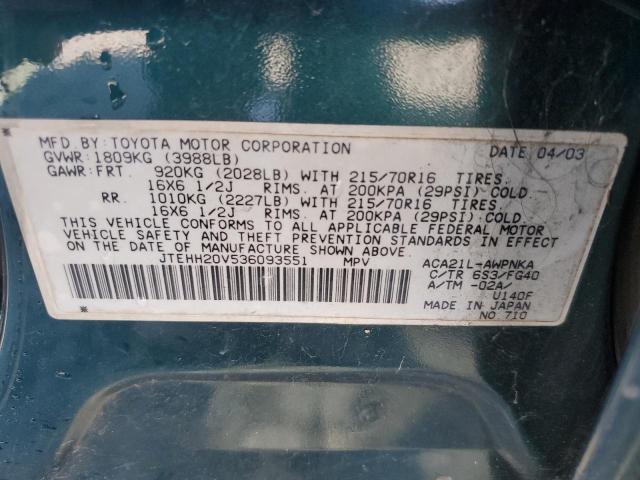 MFD.BY:TOYOTA MOTOR CORPORATION DATE 04/03
GVWR:1809KG (3988LB)
GAWR:FRT. 920KG (2028LB) WITH 215/70R16 TIRES,
16X6 1/2J RIMS, AT 200KPA (29PSI) COLD
RR. 1010KG (2227LB) WITH 215/70R16 TIRES,
16X6 1/2J RIMS, AT 200KPA (29PSI) COLD
THIS VEHICLE CONFORMS TO ALL APPLICABLE FEDERAL MOTOR
VEHICLE SAFETY AND THEFT PREVENTION STANDARDS IN EFFECT
ON THE DATE OF MANUFACTURE SHOWN ABOVE.
JTEHH20V536093551 MPV ACA21L-AWPNKA
C/TR 6S3/FG40
A/TM -02A/
U140F
MADE IN JAPAN
NO 710